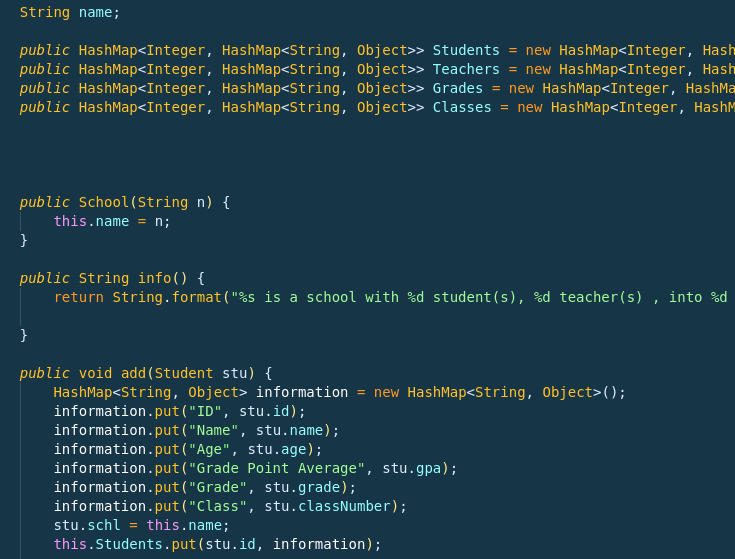 String name;
public HashMap<Integer, HashMap<String, Object>> Students = new HashMap<Integer, Hash
public HashMap<Integer, HashMap<String, Object>> Teachers = new HashMap<Integer, Hash
public HashMap<Integer, HashMap<String, Object>> Grades = new HashMap<Integer, HashMa
public HashMap<Integer, HashMap<String, Object>> Classes = new HashMap<Integer, HashM
public School(String n) {
    this.name = n;
}
public String info() {
    return String.format("%s is a school with %d student(s), %d teacher(s) , into %d
}
public void add(Student stu) {
    HashMap<String, Object> information = new HashMap<String, Object>();
    information.put("ID", stu.id);
    information.put("Name", stu.name);
    information.put("Age", stu.age);
    information.put("Grade Point Average", stu.gpa);
    information.put("Grade", stu.grade);
    information.put("Class", stu.classNumber);
    stu.schl = this.name;
    this.Students.put(stu.id, information);